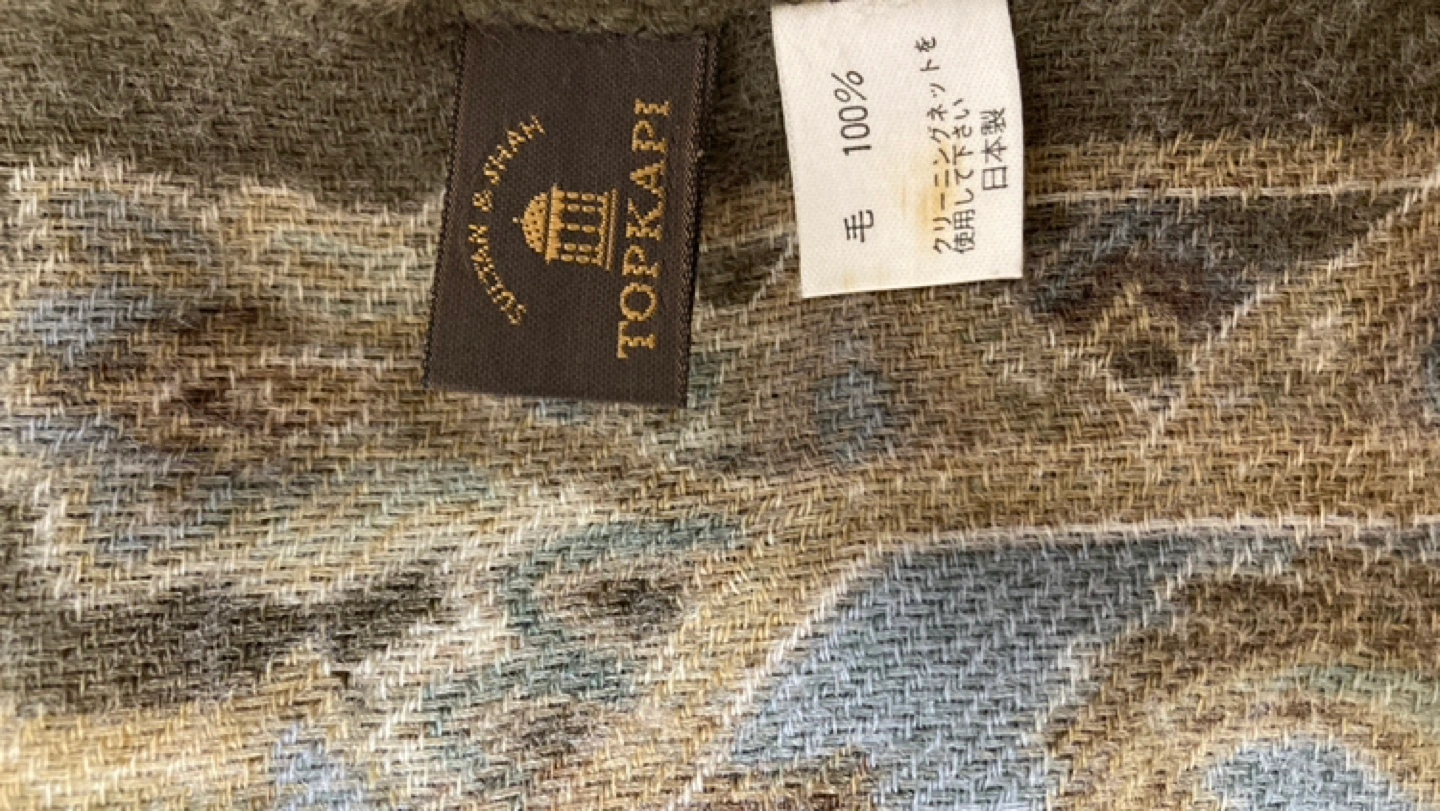 SULTAN & SHAH
TOPKAPI
毛 100%
クリーニングネットを
使用して下さい
日本製